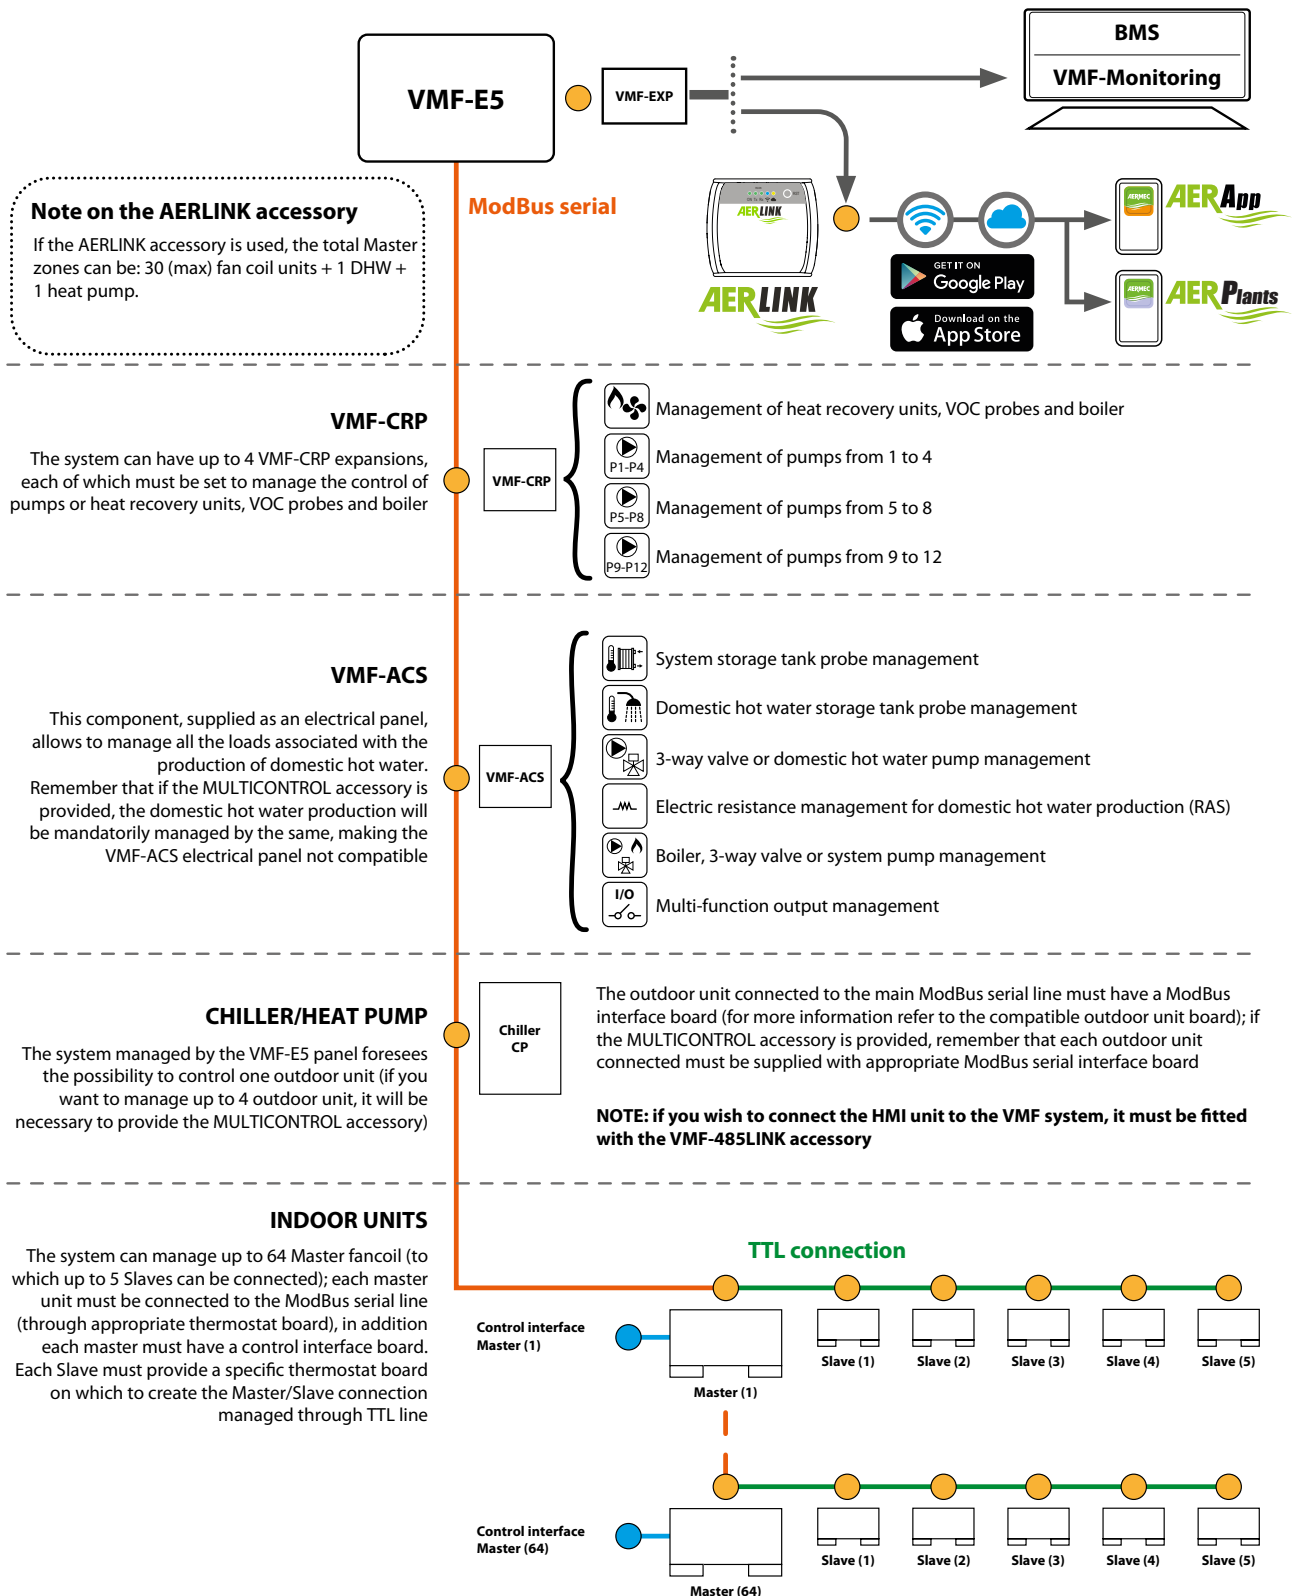 BMS
VMF-Monitoring
VMF-E5
VMF-EXP
Note on the AERLINK accessory
If the AERLINK accessory is used, the total Master
zones can be: 30 (max) fan coil units + 1 DHW +
1 heat pump.
ModBus serial
AERLINK
AERLINK
GET IT ON
Google Play
Download on the
App Store
AERMEC
AERApp
AERMEC
AERPlants
VMF-CRP
The system can have up to 4 VMF-CRP expansions,
each of which must be set to manage the control of
pumps or heat recovery units, VOC probes and boiler
VMF-CRP
Management of heat recovery units, VOC probes and boiler
P1-P4
Management of pumps from 1 to 4
P5-P8
Management of pumps from 5 to 8
P9-P12
Management of pumps from 9 to 12
VMF-ACS
This component, supplied as an electrical panel,
allows to manage all the loads associated with the
production of domestic hot water.
Remember that if the MULTICONTROL accessory is
provided, the domestic hot water production will
be mandatorily managed by the same, making the
VMF-ACS electrical panel not compatible
VMF-ACS
System storage tank probe management
Domestic hot water storage tank probe management
3-way valve or domestic hot water pump management
Electric resistance management for domestic hot water production (RAS)
Boiler, 3-way valve or system pump management
I/O
Multi-function output management
CHILLER/HEAT PUMP
The system managed by the VMF-E5 panel foresees
the possibility to control one outdoor unit (if you
want to manage up to 4 outdoor unit, it will be
necessary to provide the MULTICONTROL accessory)
Chiller
CP
The outdoor unit connected to the main ModBus serial line must have a ModBus
interface board (for more information refer to the compatible outdoor unit board); if
the MULTICONTROL accessory is provided, remember that each outdoor unit
connected must be supplied with appropriate ModBus serial interface board
NOTE: if you wish to connect the HMI unit to the VMF system, it must be fitted
with the VMF-485LINK accessory
INDOOR UNITS
The system can manage up to 64 Master fancoil (to
which up to 5 Slaves can be connected); each master
unit must be connected to the ModBus serial line
(through appropriate thermostat board), in addition
each master must have a control interface board.
Each Slave must provide a specific thermostat board
on which to create the Master/Slave connection
managed through TTL line
TTL connection
Control interface
Master (1)
Master (1)
Slave (1)
Slave (2)
Slave (3)
Slave (4)
Slave (5)
Control interface
Master (64)
Master (64)
Slave (1)
Slave (2)
Slave (3)
Slave (4)
Slave (5)